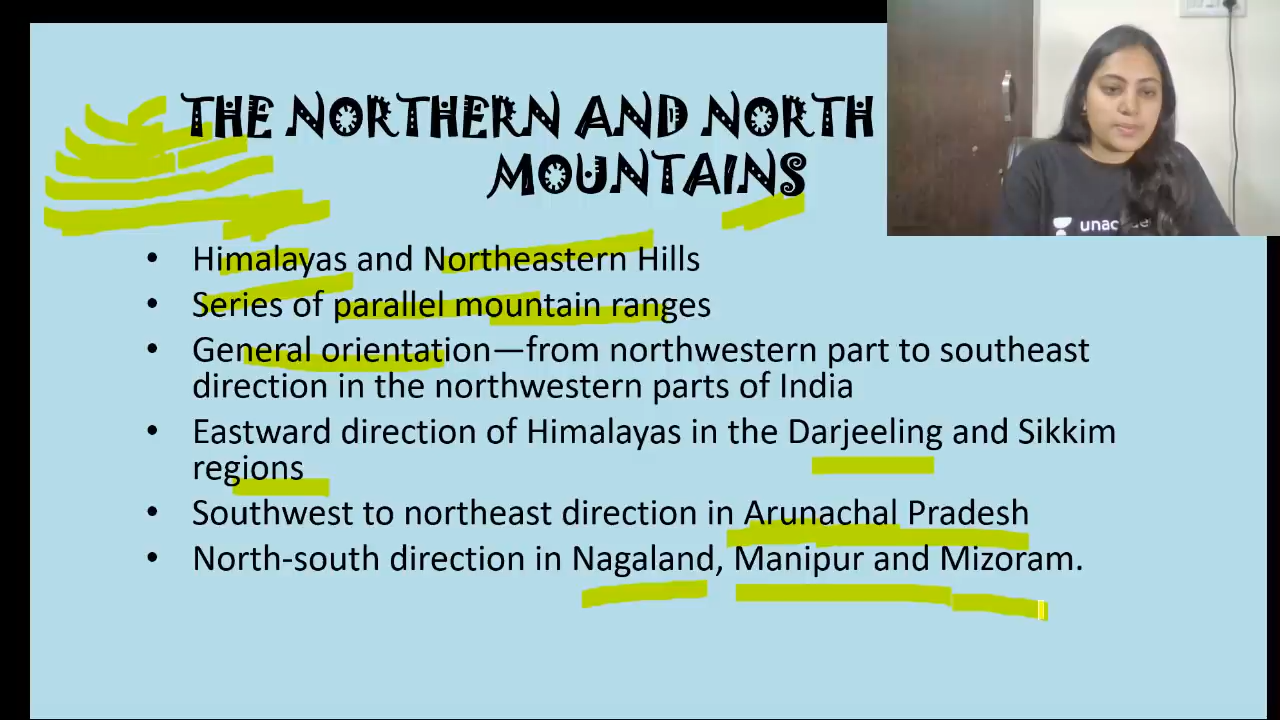 THE NORTHERN AND NORTH
MOUNTAINS
• Himalayas and Northeastern Hills
• Series of parallel mountain ranges
• General orientation—from northwestern part to southeast
direction in the northwestern parts of India
• Eastward direction of Himalayas in the Darjeeling and Sikkim
regions
• Southwest to northeast direction in Arunachal Pradesh
• North-south direction in Nagaland, Manipur and Mizoram.